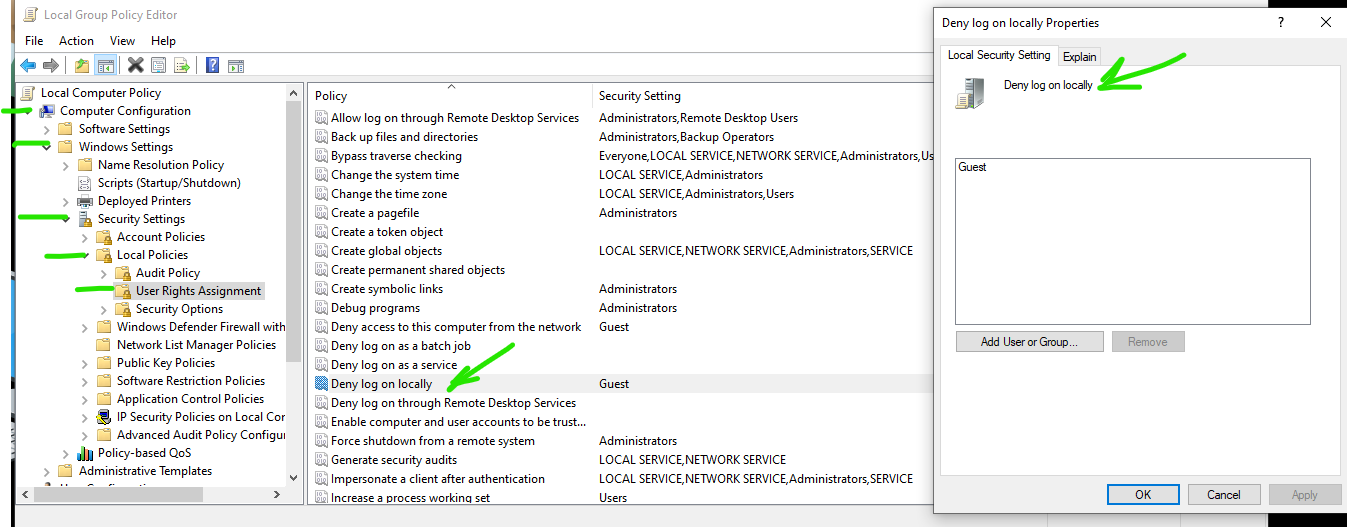 Local Group Policy Editor
File Action View Help
Local Computer Policy
Computer Configuration
Software Settings
Windows Settings
Name Resolution Policy
Scripts (Startup/Shutdown)
Deployed Printers
Security Settings
Account Policies
Local Policies
Audit Policy
User Rights Assignment
Security Options
Windows Defender Firewall with
Network List Manager Policies
Public Key Policies
Software Restriction Policies
Application Control Policies
IP Security Policies on Local Cor
Advanced Audit Policy Configur
Policy-based QoS
Administrative Templates
Policy Security Setting
Allow log on through Remote Desktop Services Administrators,Remote Desktop Users
Back up files and directories Administrators,Backup Operators
Bypass traverse checking Everyone,LOCAL SERVICE,NETWORK SERVICE,Administrators,Us
Change the system time LOCAL SERVICE,Administrators
Change the time zone LOCAL SERVICE,Administrators,Users
Create a pagefile Administrators
Create a token object
Create global objects LOCAL SERVICE,NETWORK SERVICE,Administrators,SERVICE
Create permanent shared objects
Create symbolic links Administrators
Debug programs Administrators
Deny access to this computer from the network Guest
Deny log on as a batch job
Deny log on as a service
Deny log on locally Guest
Deny log on through Remote Desktop Services
Enable computer and user accounts to be trust...
Force shutdown from a remote system Administrators
Generate security audits LOCAL SERVICE,NETWORK SERVICE
Impersonate a client after authentication LOCAL SERVICE,NETWORK SERVICE,Administrators,SERVICE
Increase a process working set Users
Deny log on locally Properties ?
Local Security Setting Explain
Deny log on locally
Guest
Add User or Group... Remove
OK Cancel Apply